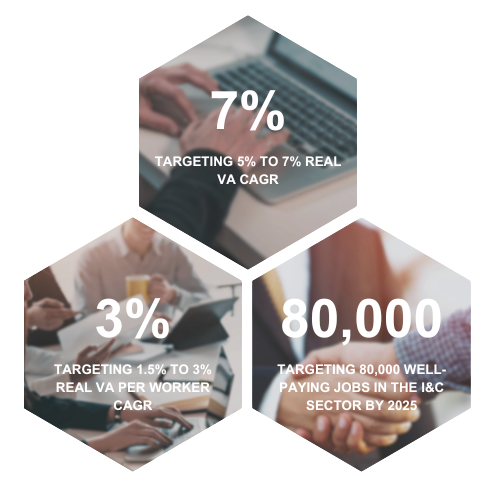 7%
TARGETING 5% TO 7% REAL
VA CAGR
3%
TARGETING 1.5% TO 3%
REAL VA PER WORKER
CAGR
80,000
TARGETING 80,000 WELL-
PAYING JOBS IN THE I&C
SECTOR BY 2025